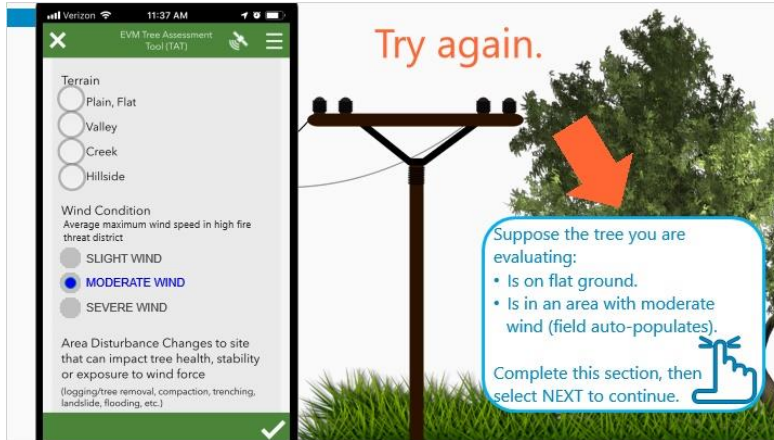 Verizon 11:37 AM
EVM Tree Assessment
Tool (TAT)
Terrain
Plain, Flat
Valley
Creek
Hillside
Wind Condition
Average maximum wind speed in high fire
threat district
SLIGHT WIND
MODERATE WIND
SEVERE WIND
Area Disturbance Changes to site
that can impact tree health, stability
or exposure to wind force
(logging/tree removal, compaction, trenching,
landslide, flooding, etc.)
Try again.
Suppose the tree you are
evaluating:
• Is on flat ground.
• Is in an area with moderate
wind (field auto-populates).
Complete this section, then
select NEXT to continue.